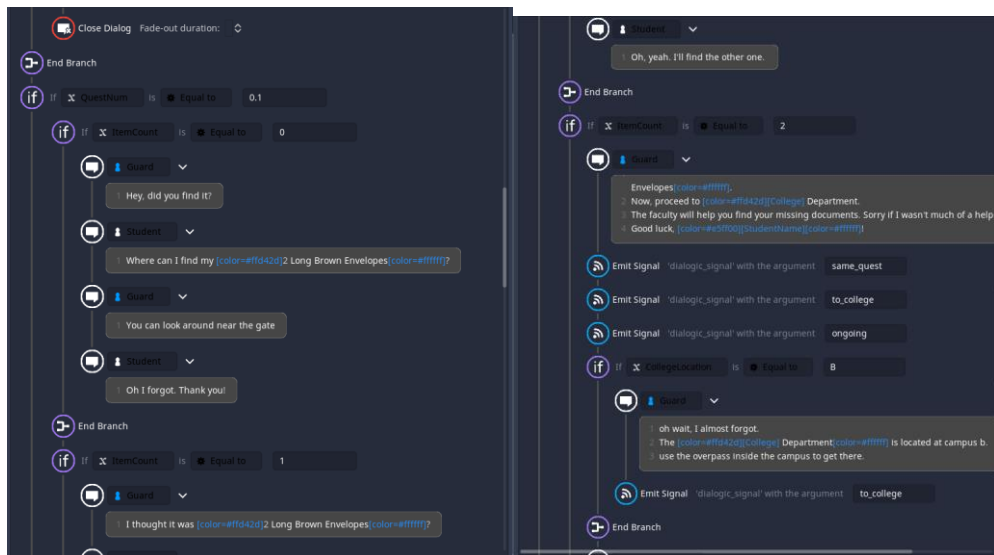 Close Dialog Fade-out duration:
End Branch
if If QuestNum is Equal to 0.1
if If ItemCount is Equal to 0
Guard
1 Hey, did you find it?
Student
1 Where can I find my [color=#ffd42d]2 Long Brown Envelopes[color=#ffffff]?
Guard
1 You can look around near the gate
Student
1 Oh I forgot. Thank you!
End Branch
if If ItemCount is Equal to 1
Guard
1 I thought it was [color=#ffd42d]2 Long Brown Envelopes[color=#ffffff]?
Student
1 Oh, yeah. I'll find the other one.
End Branch
if If ItemCount is Equal to 2
Guard
Envelopes[color=#ffffff].
2 Now, proceed to [color=#ffd42d][College] Department.
3 The faculty will help you find your missing documents. Sorry if I wasn't much of a help
4 Good luck, [color=#e5ff00][StudentName][color=#ffffff]!
Emit Signal 'dialogic_signal' with the argument same_quest
Emit Signal 'dialogic_signal' with the argument to_college
Emit Signal 'dialogic_signal' with the argument ongoing
if If CollegeLocation is Equal to B
Guard
1 oh wait, I almost forgot.
2 The [color=#ffd42d][College] Department[color=#ffffff] is located at campus b.
3 use the overpass inside the campus to get there.
Emit Signal 'dialogic_signal' with the argument to_college
End Branch